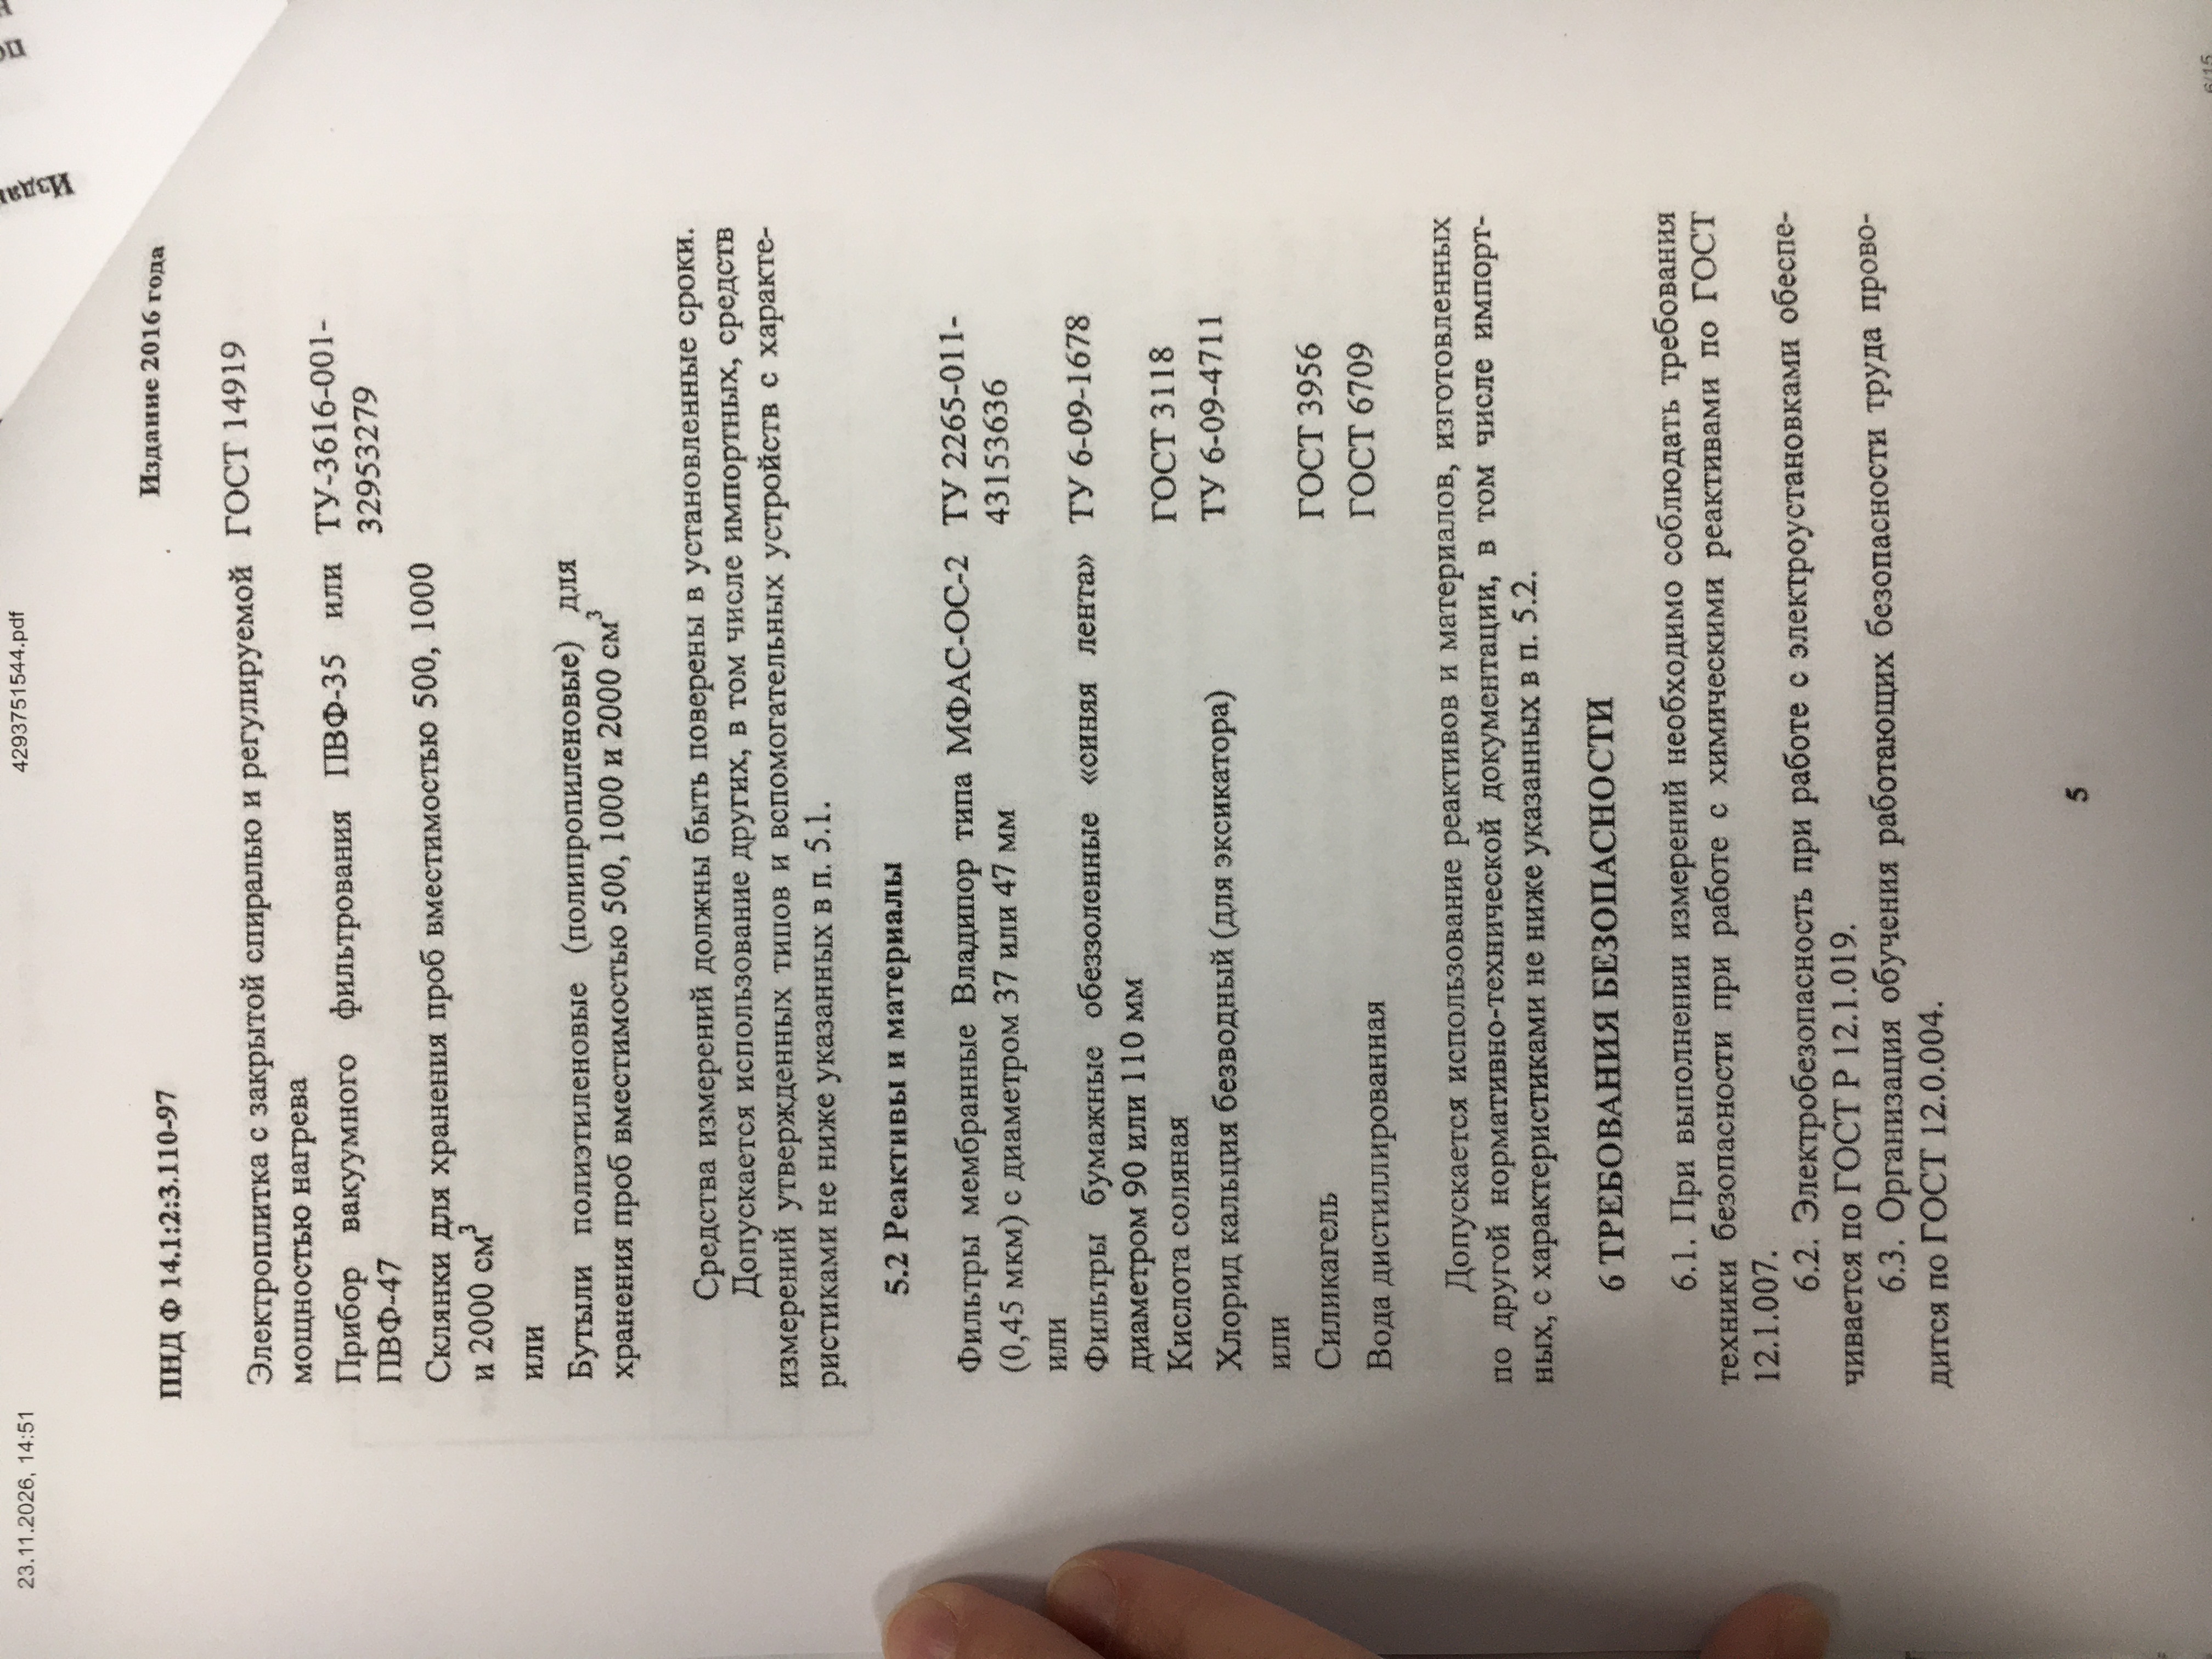 23.11.2026, 14:51 4293751544.pdf
ПНД Ф 14.1:2:3.110-97 Издание 2016 года
Электроплитка с закрытой спиралью и регулируемой ГОСТ 14919
мощностью нагрева
Прибор вакуумного фильтрования ПВФ-35 или ТУ-3616-001-
ПВФ-47 32953279
Склянки для хранения проб вместимостью 500, 1000
и 2000 см³
или
Бутыли полиэтиленовые (полипропиленовые) для
хранения проб вместимостью 500, 1000 и 2000 см³
Средства измерений должны быть поверены в установленные сроки.
Допускается использование других, в том числе импортных, средств
измерений утвержденных типов и вспомогательных устройств с характе-
ристиками не ниже указанных в п. 5.1.
5.2 Реактивы и материалы
Фильтры мембранные Владипор типа МФАС-ОС-2 ТУ 2265-011-
(0,45 мкм) с диаметром 37 или 47 мм 43153636
или
Фильтры бумажные обеззоленные «синяя лента» ТУ 6-09-1678
диаметром 90 или 110 мм
Кислота соляная ГОСТ 3118
Хлорид кальция безводный (для эксикатора) ТУ 6-09-4711
или
Силикагель ГОСТ 3956
Вода дистиллированная ГОСТ 6709
Допускается использование реактивов и материалов, изготовленных
по другой нормативно-технической документации, в том числе импорт-
ных, с характеристиками не ниже указанных в п. 5.2.
6 ТРЕБОВАНИЯ БЕЗОПАСНОСТИ
6.1. При выполнении измерений необходимо соблюдать требования
техники безопасности при работе с химическими реактивами по ГОСТ
12.1.007.
6.2. Электробезопасность при работе с электроустановками обеспе-
чивается по ГОСТ Р 12.1.019.
6.3. Организация обучения работающих безопасности труда прово-
дится по ГОСТ 12.0.004.
5
6/15